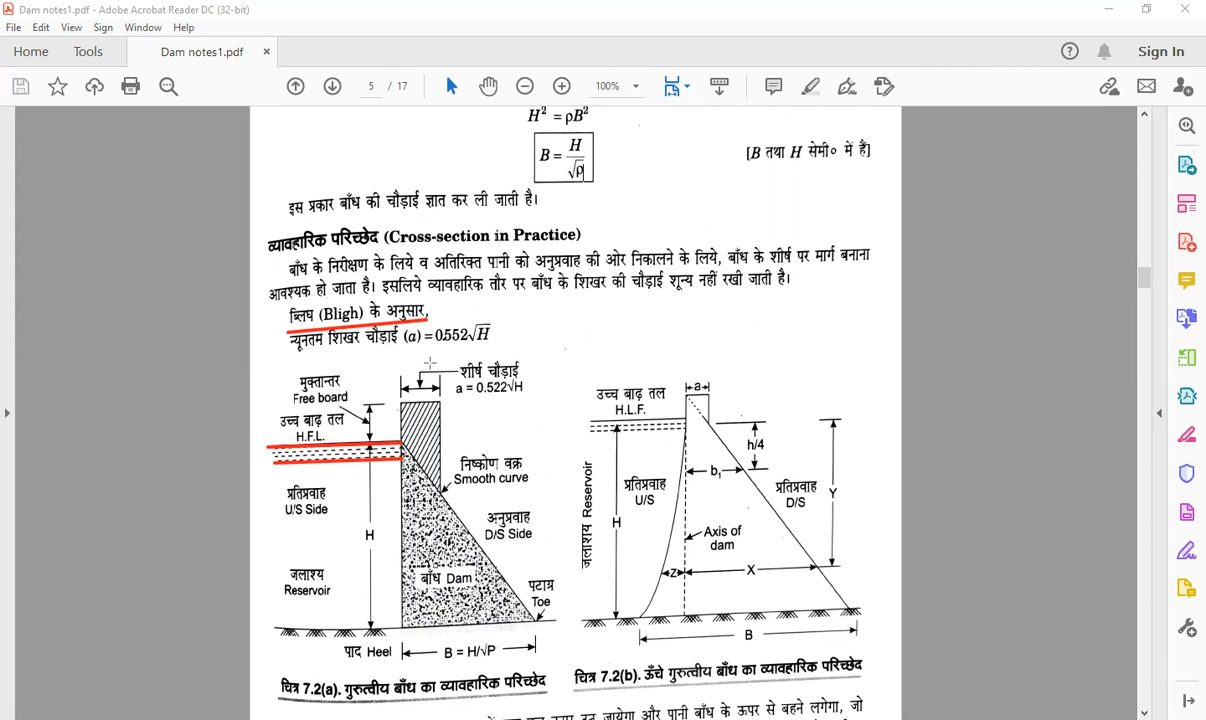 Dam notes1.pdf - Adobe Acrobat Reader DC (32-bit)
File Edit View Sign Window Help
Home Tools Dam notes1.pdf × Sign In
5 / 17 100%
H² = ρB²
B = H/√ρ
[B तथा H सेमी० में हैं]
इस प्रकार बाँध की चौड़ाई ज्ञात कर ली जाती है।
व्यावहारिक परिच्छेद (Cross-section in Practice)
बाँध के निरीक्षण के लिये व अतिरिक्त पानी को अनुप्रवाह की ओर निकालने के लिये, बाँध के शीर्ष पर मार्ग बनाना
आवश्यक हो जाता है। इसलिये व्यावहारिक तौर पर बाँध के शिखर की चौड़ाई शून्य नहीं रखी जाती है।
ब्लिघ (Bligh) के अनुसार,
न्यूनतम शिखर चौड़ाई (a) = 0.552√H
मुक्तान्तर
Free board
उच्च बाढ़ तल
H.F.L.
शीर्ष चौड़ाई
a = 0.522√H
निष्कोण वक्र
Smooth curve
प्रतिप्रवाह
U/S Side
अनुप्रवाह
D/S Side
H
जलाश्य
Reservoir
बाँध Dam
पटाग्र
Toe
पाद Heel
B = H/√P
चित्र 7.2(a). गुरुत्वीय बाँध का व्यावहारिक परिच्छेद
उच्च बाढ़ तल
H.L.F.
a
h/4
b₁
प्रतिप्रवाह
U/S
प्रतिप्रवाह
D/S
Y
जलाशय Reservoir
H
Axis of
dam
Z
X
B
चित्र 7.2(b). ऊँचे गुरुत्वीय बाँध का व्यावहारिक परिच्छेद
जायेगा और पानी बाँध के ऊपर से बहने लगेगा, जो